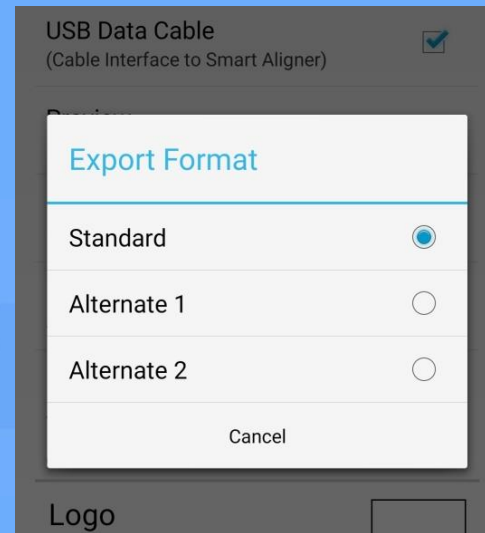 USB Data Cable
(Cable Interface to Smart Aligner)
Export Format
Standard
Alternate 1
Alternate 2
Cancel
Logo